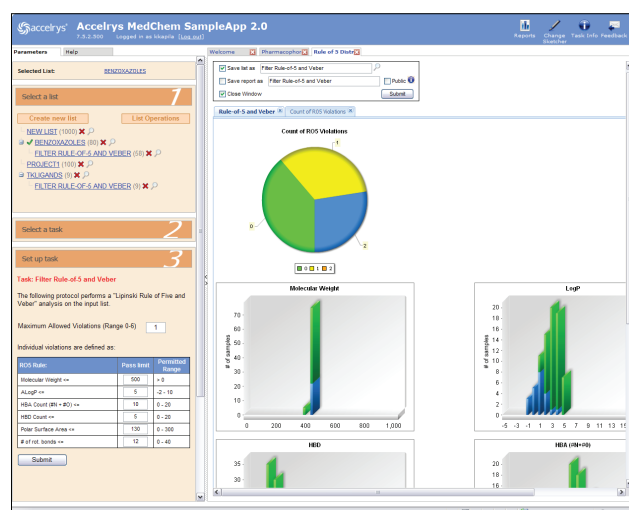 accelrys® Accelrys MedChem SampleApp 2.0
7.5.2.500 Logged in as kkapila [Log out]
Reports Change Sketcher Task Info Feedback
Parameters Help
Selected List: BENZOXAZOLES
Select a list 1
Create new list List Operations
NEW LIST (1000)
BENZOXAZOLES (80)
FILTER RULE-OF-5 AND VEBER (58)
PROJECT1 (100)
TKLIGANDS (9)
FILTER RULE-OF-5 AND VEBER (9)
Select a task 2
Set up task 3
Task: Filter Rule-of-5 and Veber
The following protocol performs a "Lipinski Rule of Five and
Veber" analysis on the input list.
Maximum Allowed Violations (Range 0-6) 1
Individual violations are defined as:
RO5 Rule: Pass limit Permitted Range
Molecular Weight <= 500 > 0
ALogP <= 5 -2 - 10
HBA Count (#N + #O) <= 10 0 - 20
HBD Count <= 5 0 - 20
Polar Surface Area <= 130 0 - 300
# of rot. bonds <= 12 0 - 40
Submit
Welcome Pharmacophor Rule of 5 Distr
Save list as Filter Rule-of-5 and Veber
Save report as Filter Rule-of-5 and Veber Public
Close Window Submit
Rule-of-5 and Veber Count of RO5 Violations
Count of RO5 Violations
1
0
2
0 1 2
Molecular Weight
# of samples
70
60
50
40
30
20
10
0
0 200 400 600 800 1,000
LogP
# of samples
20
18
16
14
12
10
8
6
4
2
0
-5 -3 -1 1 3 5 7 9 11 13 15
HBD
35
30
HBA (#N+#0)
20
18
16